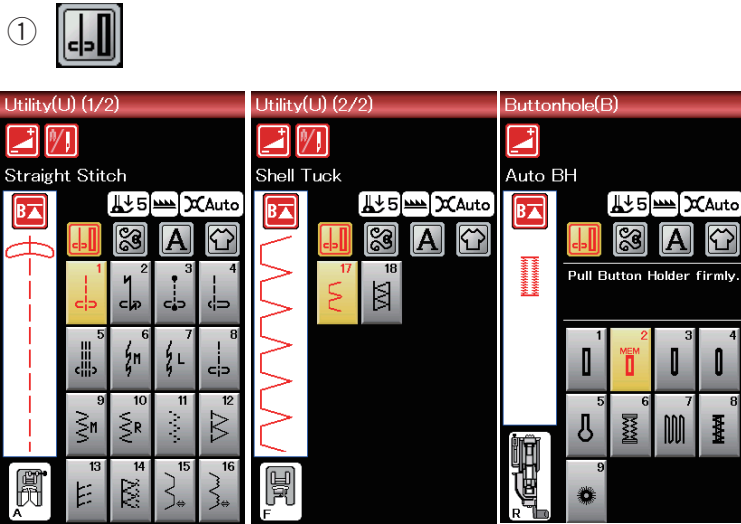 ①
Utility(U) (1/2)
Straight Stitch
B
5
Auto
A
1
2
3
4
5
6
M
7
L
8
9
M
10
R
11
12
13
14
15
16
A
Utility(U) (2/2)
Shell Tuck
B
5
Auto
A
17
18
F
Buttonhole(B)
Auto BH
B
5
Auto
A
Pull Button Holder firmly.
1
2
MEM
3
4
5
6
7
8
9
R